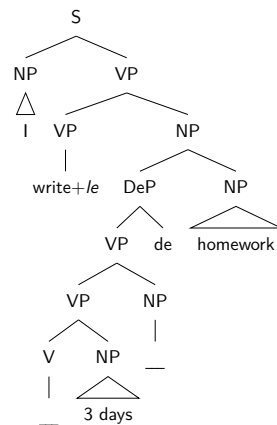 S
NP VP
I VP NP
write+le DeP NP
VP de homework
VP NP
V NP __
__ 3 days